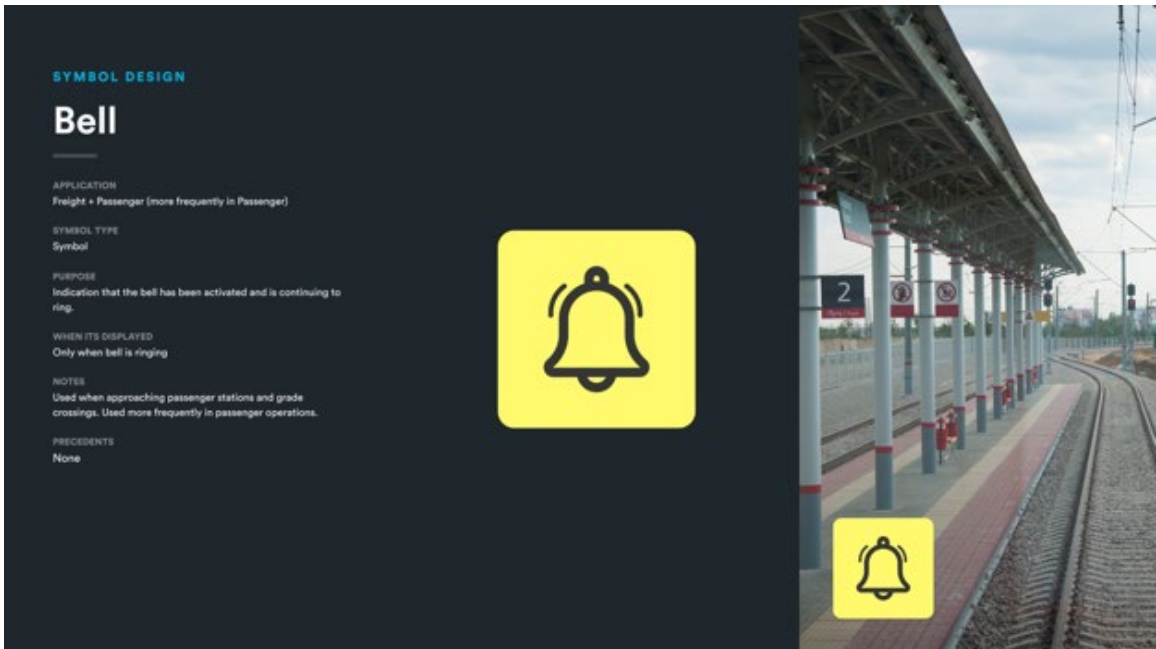 SYMBOL DESIGN
Bell
APPLICATION
Freight + Passenger (more frequently in Passenger)
SYMBOL TYPE
Symbol
PURPOSE
Indication that the bell has been activated and is continuing to
ring.
WHEN ITS DISPLAYED
Only when bell is ringing
NOTES
Used when approaching passenger stations and grade
crossings. Used more frequently in passenger operations.
PRECEDENTS
None
2